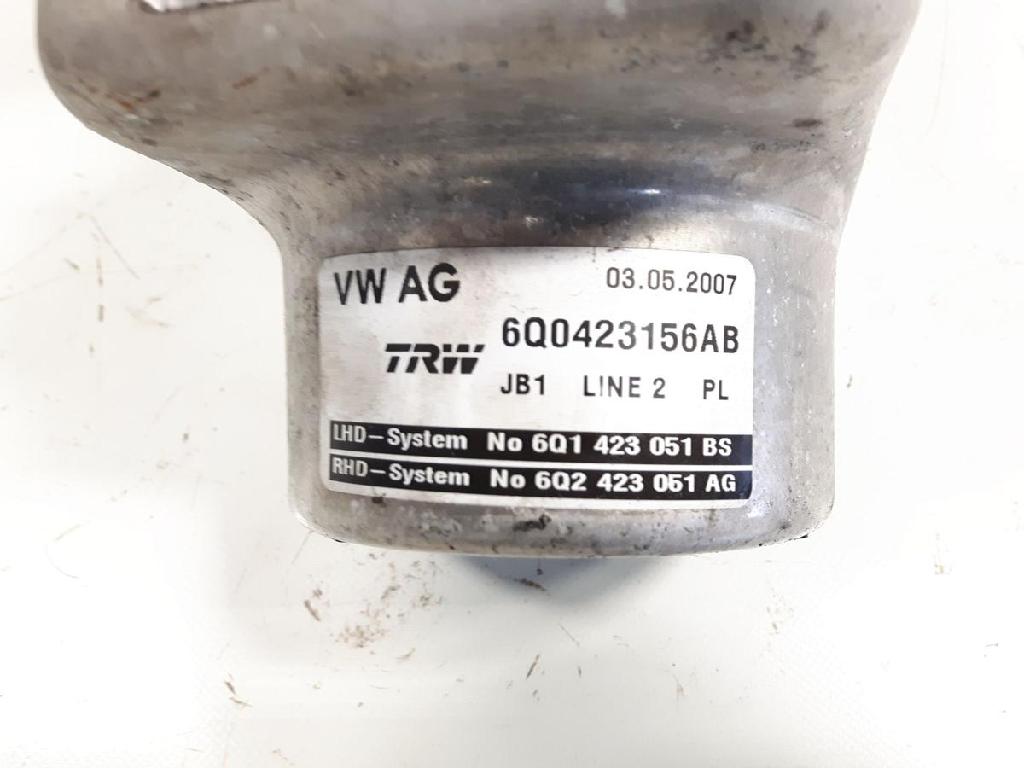 VW AG 03.05.2007
6Q0423156AB
TRW
JB1 LINE 2 PL
LHD-System No 6Q1 423 051 BS
RHD-System No 6Q2 423 051 AG